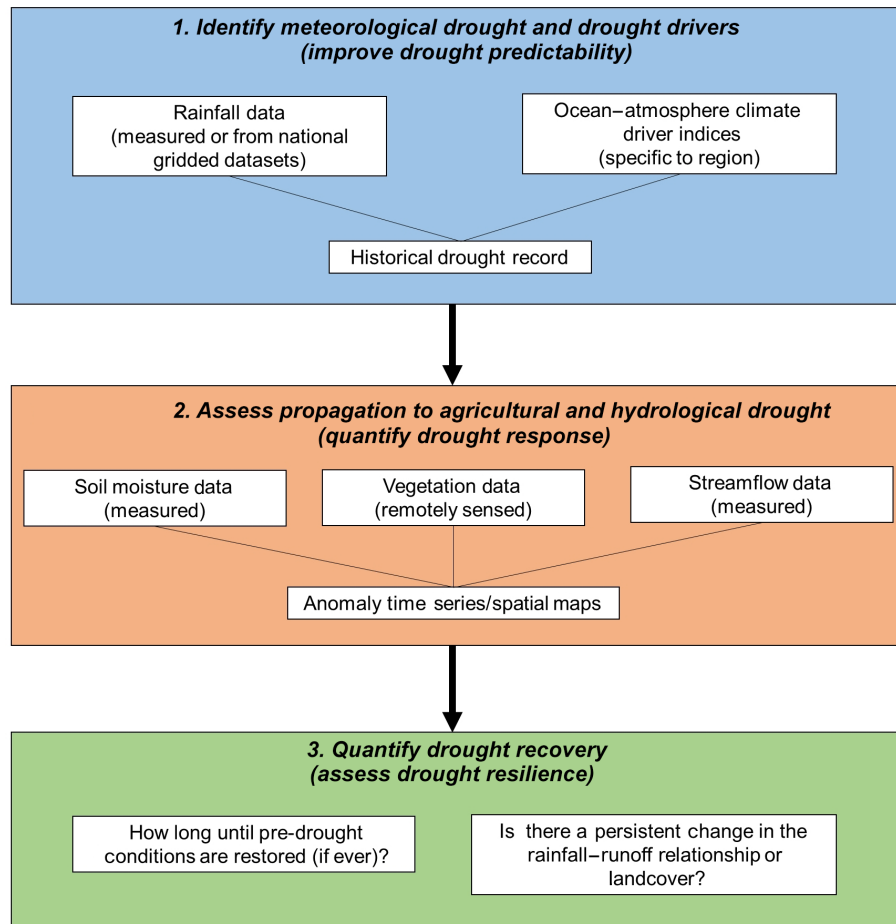 1. Identify meteorological drought and drought drivers
(improve drought predictability)
Rainfall data
(measured or from national
gridded datasets)
Ocean–atmosphere climate
driver indices
(specific to region)
Historical drought record
2. Assess propagation to agricultural and hydrological drought
(quantify drought response)
Soil moisture data
(measured)
Vegetation data
(remotely sensed)
Streamflow data
(measured)
Anomaly time series/spatial maps
3. Quantify drought recovery
(assess drought resilience)
How long until pre-drought
conditions are restored (if ever)?
Is there a persistent change in the
rainfall–runoff relationship or
landcover?